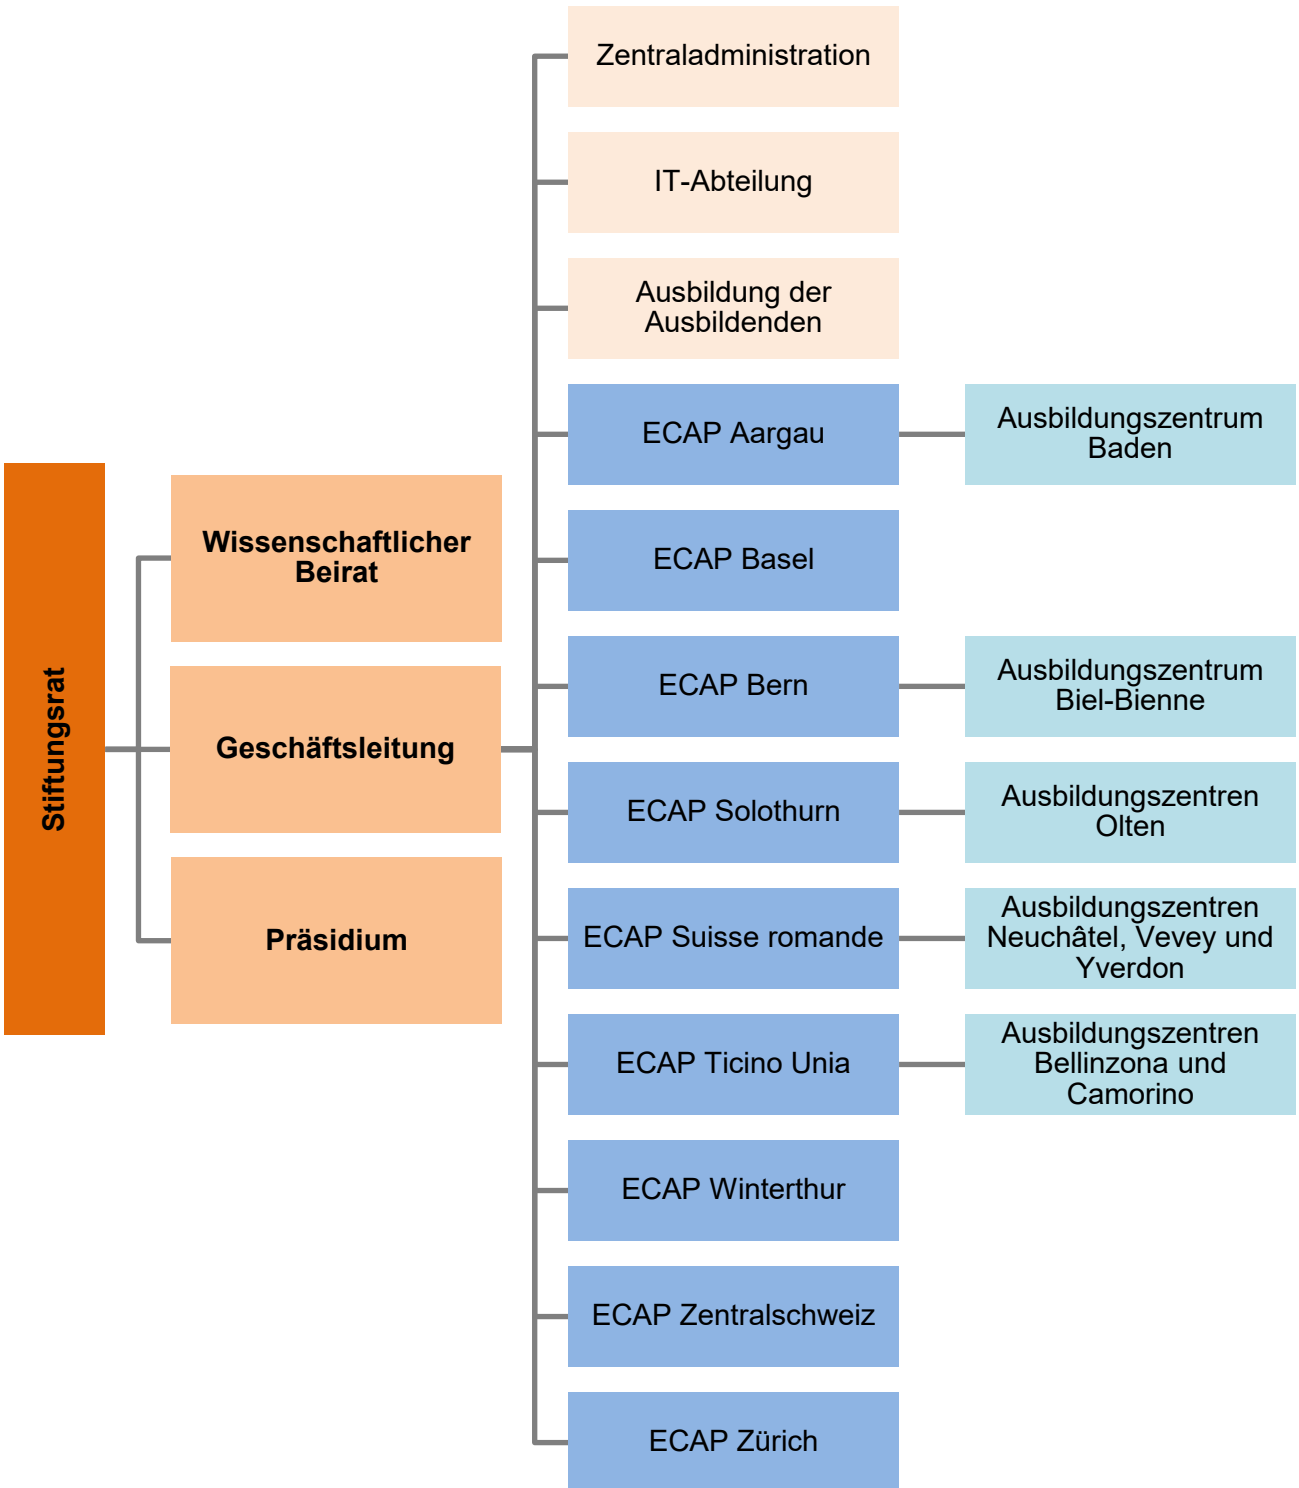 Stiftungsrat
Wissenschaftlicher
Beirat
Geschäftsleitung
Präsidium
Zentraladministration
IT-Abteilung
Ausbildung der
Ausbildenden
ECAP Aargau
Ausbildungszentrum
Baden
ECAP Basel
ECAP Bern
Ausbildungszentrum
Biel-Bienne
ECAP Solothurn
Ausbildungszentren
Olten
ECAP Suisse romande
Ausbildungszentren
Neuchâtel, Vevey und
Yverdon
ECAP Ticino Unia
Ausbildungszentren
Bellinzona und
Camorino
ECAP Winterthur
ECAP Zentralschweiz
ECAP Zürich